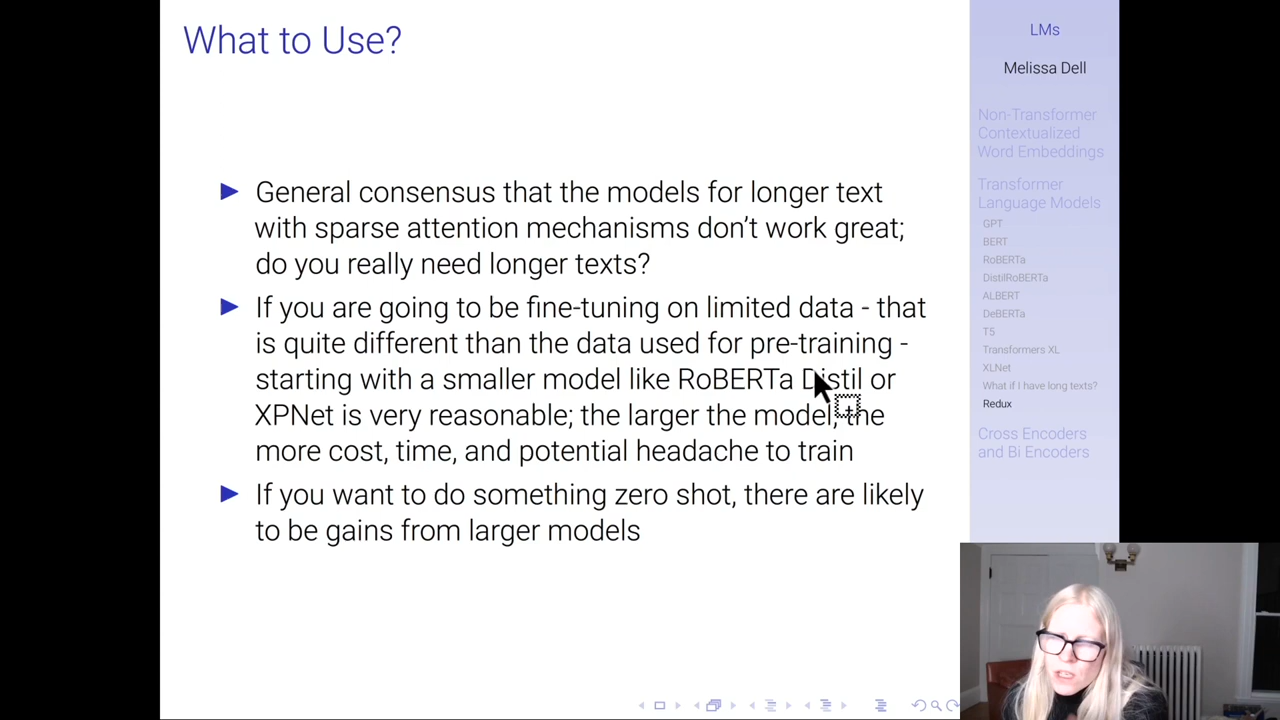 What to Use?
General consensus that the models for longer text
with sparse attention mechanisms don't work great;
do you really need longer texts?
If you are going to be fine-tuning on limited data - that
is quite different than the data used for pre-training -
starting with a smaller model like RoBERTa Distil or
XPNet is very reasonable; the larger the model, the
more cost, time, and potential headache to train
If you want to do something zero shot, there are likely
to be gains from larger models
LMs
Melissa Dell
Non-Transformer
Contextualized
Word Embeddings
Transformer
Language Models
GPT
BERT
RoBERTa
DistilRoBERTa
ALBERT
DeBERTa
T5
Transformers XL
XLNet
What if I have long texts?
Redux
Cross Encoders
and Bi Encoders